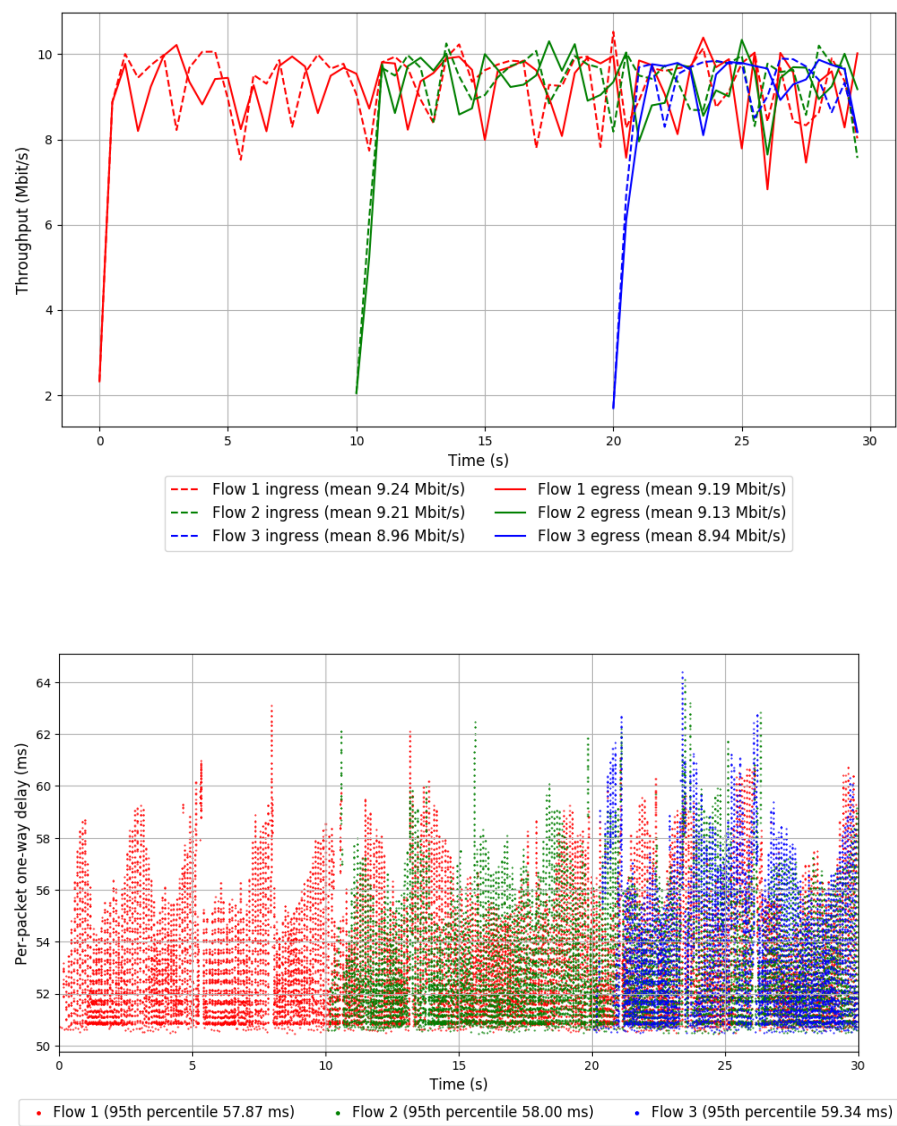 10
8
6
4
2
Throughput (Mbit/s)
0 5 10 15 20 25 30
Time (s)
Flow 1 ingress (mean 9.24 Mbit/s) Flow 1 egress (mean 9.19 Mbit/s)
Flow 2 ingress (mean 9.21 Mbit/s) Flow 2 egress (mean 9.13 Mbit/s)
Flow 3 ingress (mean 8.96 Mbit/s) Flow 3 egress (mean 8.94 Mbit/s)
64
62
60
58
56
54
52
50
Per-packet one-way delay (ms)
0 5 10 15 20 25 30
Time (s)
Flow 1 (95th percentile 57.87 ms) Flow 2 (95th percentile 58.00 ms) Flow 3 (95th percentile 59.34 ms)